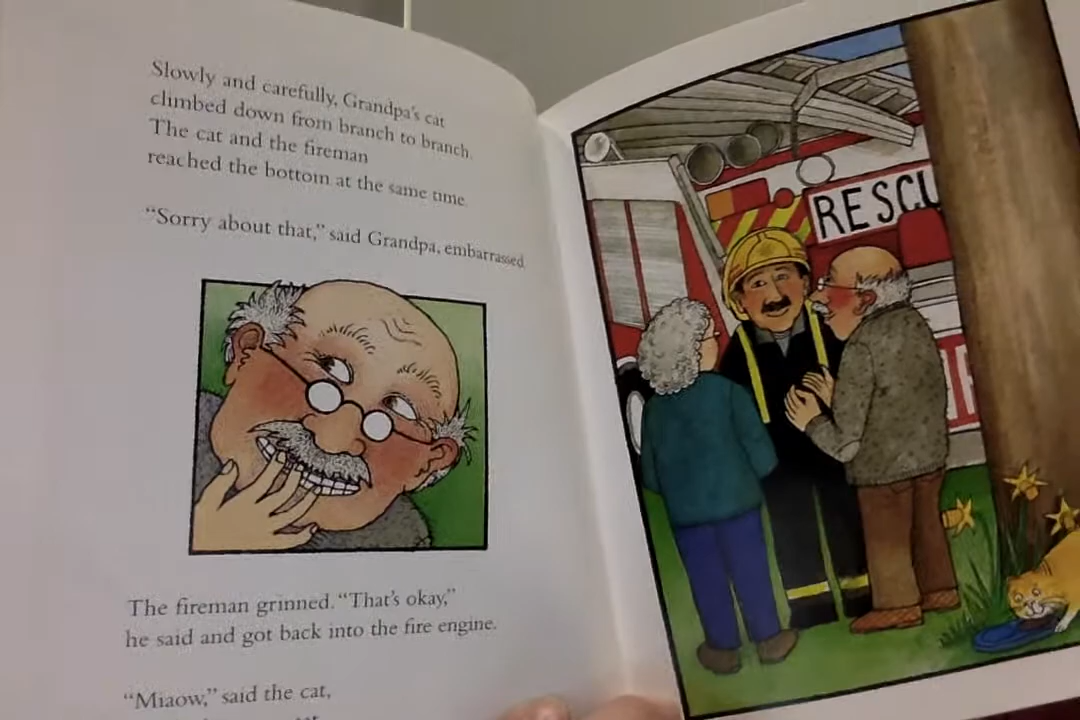 Slowly and carefully, Grandpa's cat
climbed down from branch to branch.
The cat and the fireman
reached the bottom at the same time.
“Sorry about that,” said Grandpa, embarrassed.
The fireman grinned. “That's okay,”
he said and got back into the fire engine.
“Miaow,” said the cat,
RESCU